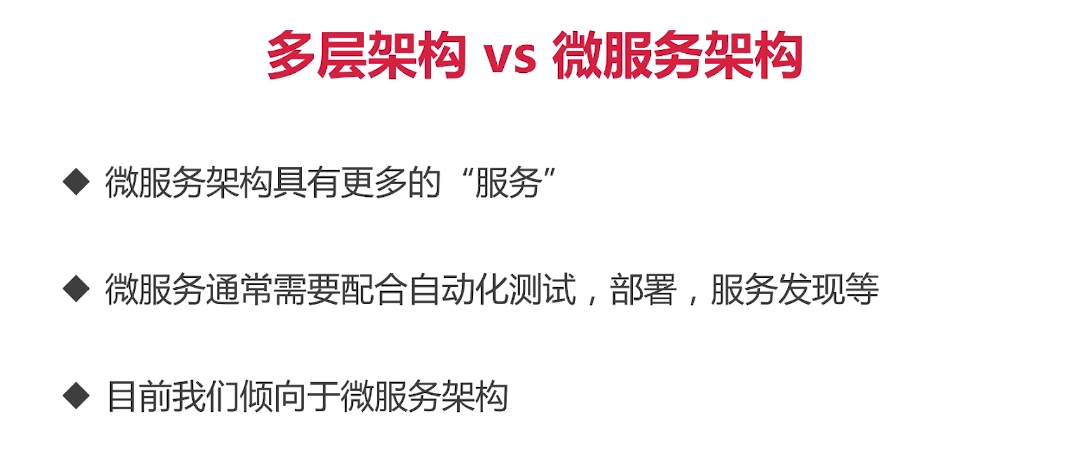 多层架构 vs 微服务架构
◆ 微服务架构具有更多的“服务”
◆ 微服务通常需要配合自动化测试，部署，服务发现等
◆ 目前我们倾向于微服务架构